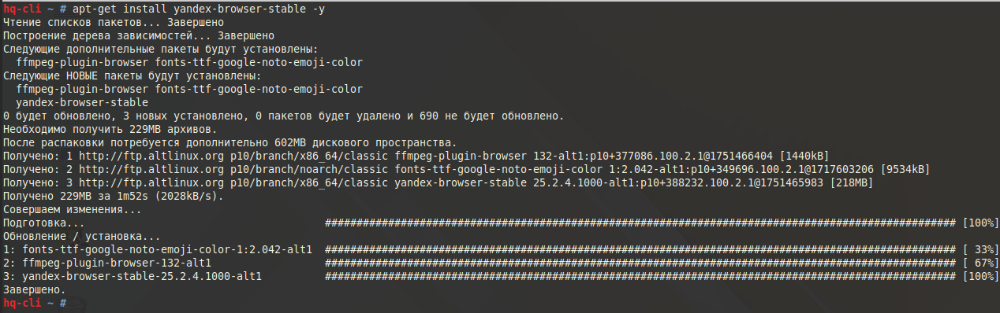 hq-cli ~ # apt-get install yandex-browser-stable -y
Чтение списков пакетов... Завершено
Построение дерева зависимостей... Завершено
Следующие дополнительные пакеты будут установлены:
  ffmpeg-plugin-browser fonts-ttf-google-noto-emoji-color
Следующие НОВЫЕ пакеты будут установлены:
  ffmpeg-plugin-browser fonts-ttf-google-noto-emoji-color
  yandex-browser-stable
0 будет обновлено, 3 новых установлено, 0 пакетов будет удалено и 690 не будет обновлено.
Необходимо получить 229MB архивов.
После распаковки потребуется дополнительно 602MB дискового пространства.
Получено: 1 http://ftp.altlinux.org p10/branch/x86_64/classic ffmpeg-plugin-browser 132-alt1:p10+377086.100.2.1@1751466404 [1440kB]
Получено: 2 http://ftp.altlinux.org p10/branch/noarch/classic fonts-ttf-google-noto-emoji-color 1:2.042-alt1:p10+349696.100.2.1@1717603206 [9534kB]
Получено: 3 http://ftp.altlinux.org p10/branch/x86_64/classic yandex-browser-stable 25.2.4.1000-alt1:p10+388232.100.2.1@1751465983 [218MB]
Получено 229MB за 1m52s (2028kB/s).
Совершаем изменения...
Подготовка... #################################################################################################### [100%]
Обновление / установка...
1: fonts-ttf-google-noto-emoji-color-1:2.042-alt1 #################################################################################################### [ 33%]
2: ffmpeg-plugin-browser-132-alt1 #################################################################################################### [ 67%]
3: yandex-browser-stable-25.2.4.1000-alt1 #################################################################################################### [100%]
Завершено.
hq-cli ~ #